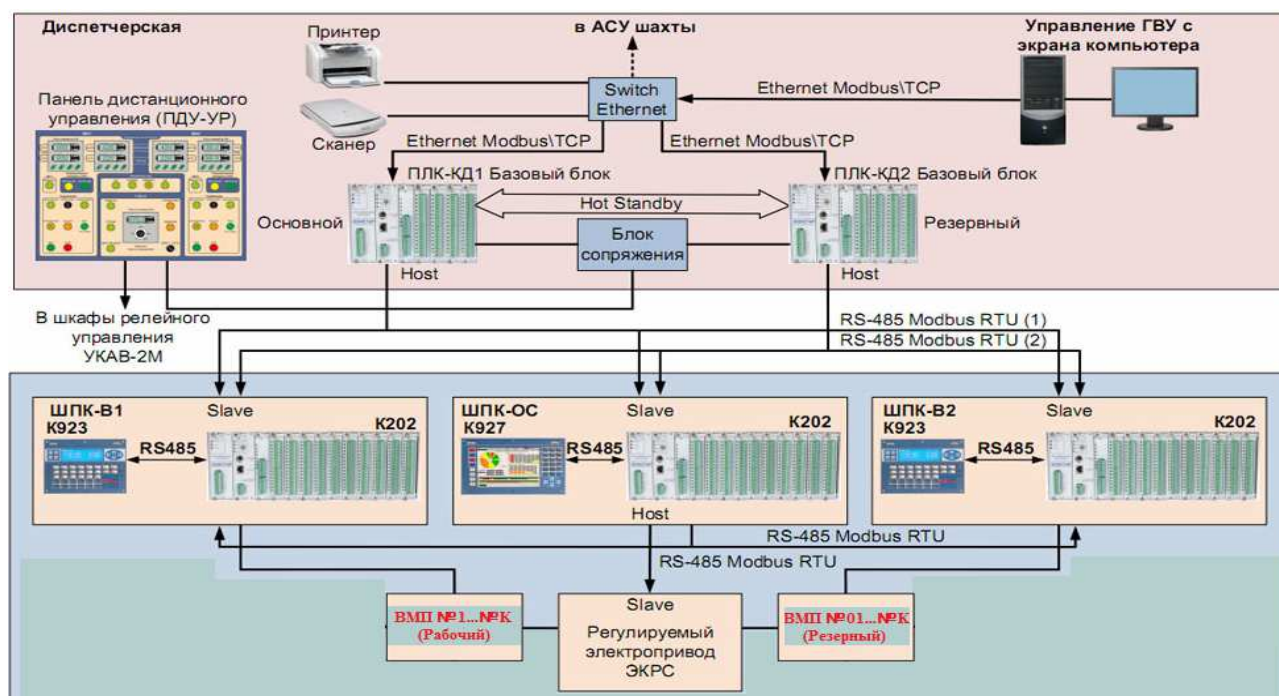 Диспетчерская
Принтер
в АСУ шахты
Управление ГВУ с
экрана компьютера
Switch
Ethernet
Ethernet Modbus\TCP
Панель дистанционного
управления (ПДУ-УР)
Сканер
Ethernet Modbus\TCP
Ethernet Modbus\TCP
ПЛК-КД1 Базовый блок
ПЛК-КД2 Базовый блок
Основной
Hot Standby
Резервный
Блок
сопряжения
Host
Host
В шкафы релейного
управления
УКАВ-2М
RS-485 Modbus RTU (1)
RS-485 Modbus RTU (2)
ШПК-В1
К923
Slave
К202
RS485
ШПК-ОС
К927
Slave
К202
RS485
Host
ШПК-В2
К923
Slave
К202
RS485
RS-485 Modbus RTU
RS-485 Modbus RTU
ВМП №1...№К
(Рабочий)
Slave
Регулируемый
электропривод
ЭКРС
ВМП №01...№К
(Резерный)